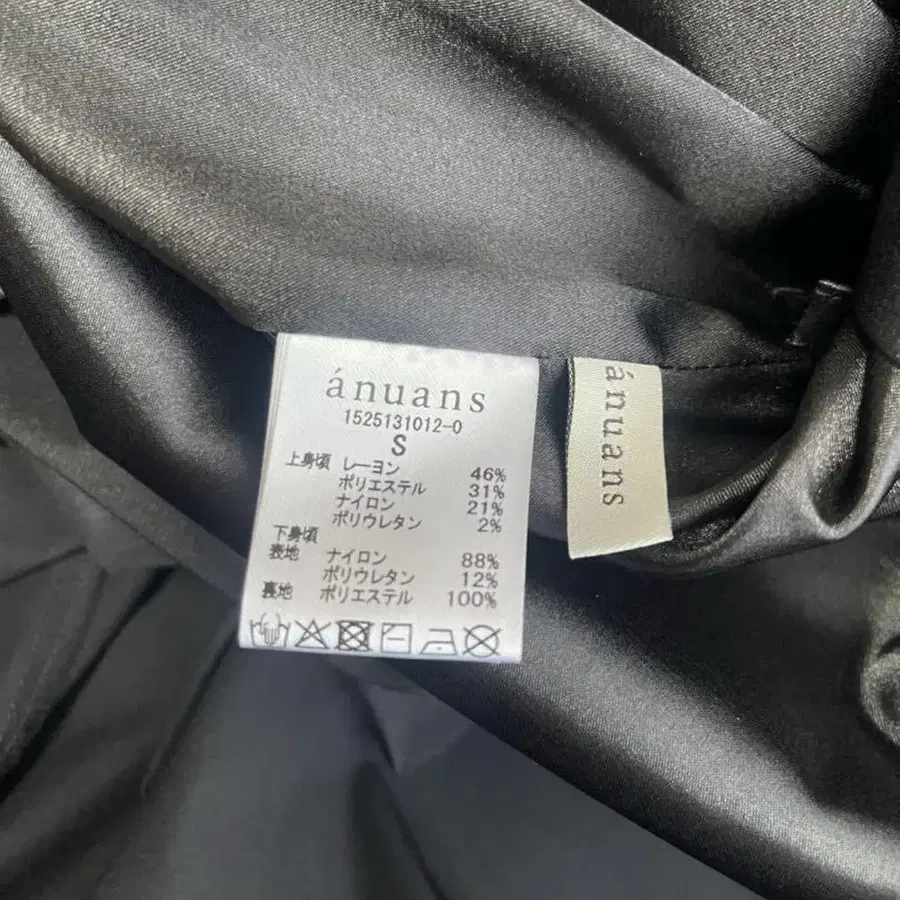 ánuans
1525131012-0
S
上身頃 レーヨン 46%
ポリエステル 31%
ナイロン 21%
ポリウレタン 2%
下身頃
表地 ナイロン 88%
ポリウレタン 12%
裏地 ポリエステル 100%
ánuans